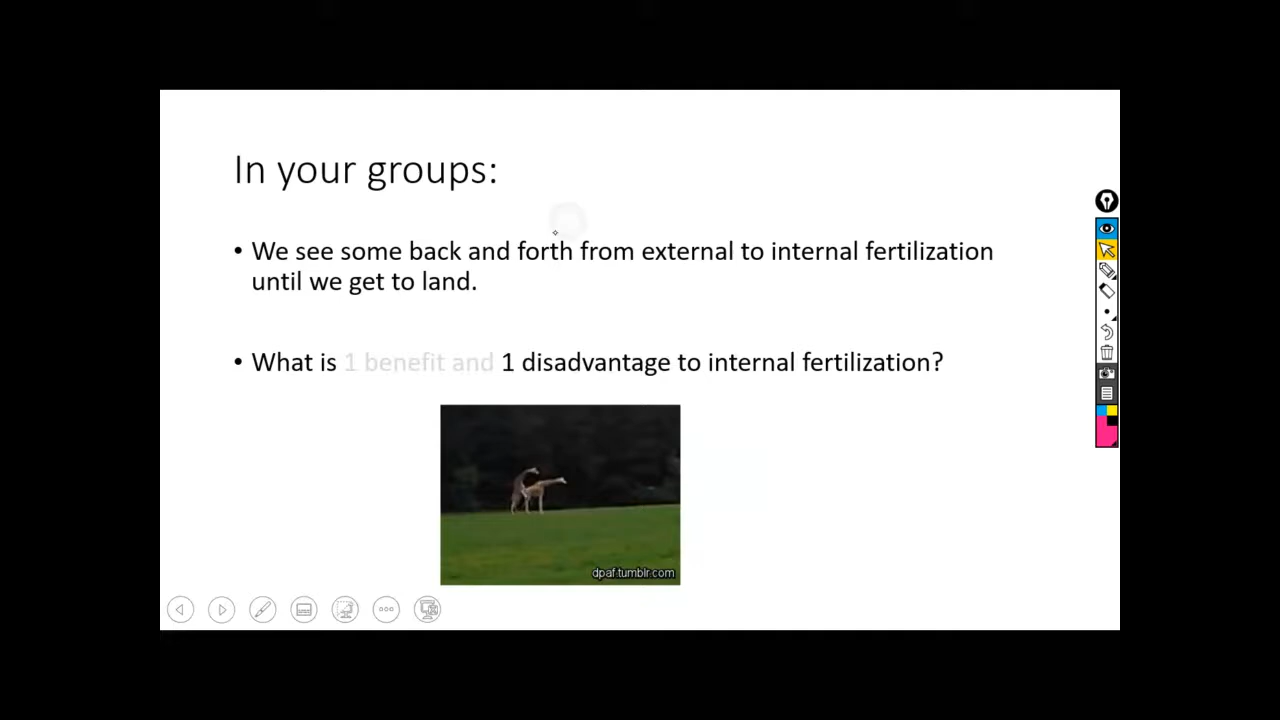 In your groups:
• We see some back and forth from external to internal fertilization
until we get to land.
• What is 1 benefit and 1 disadvantage to internal fertilization?
dpaf.tumblr.com